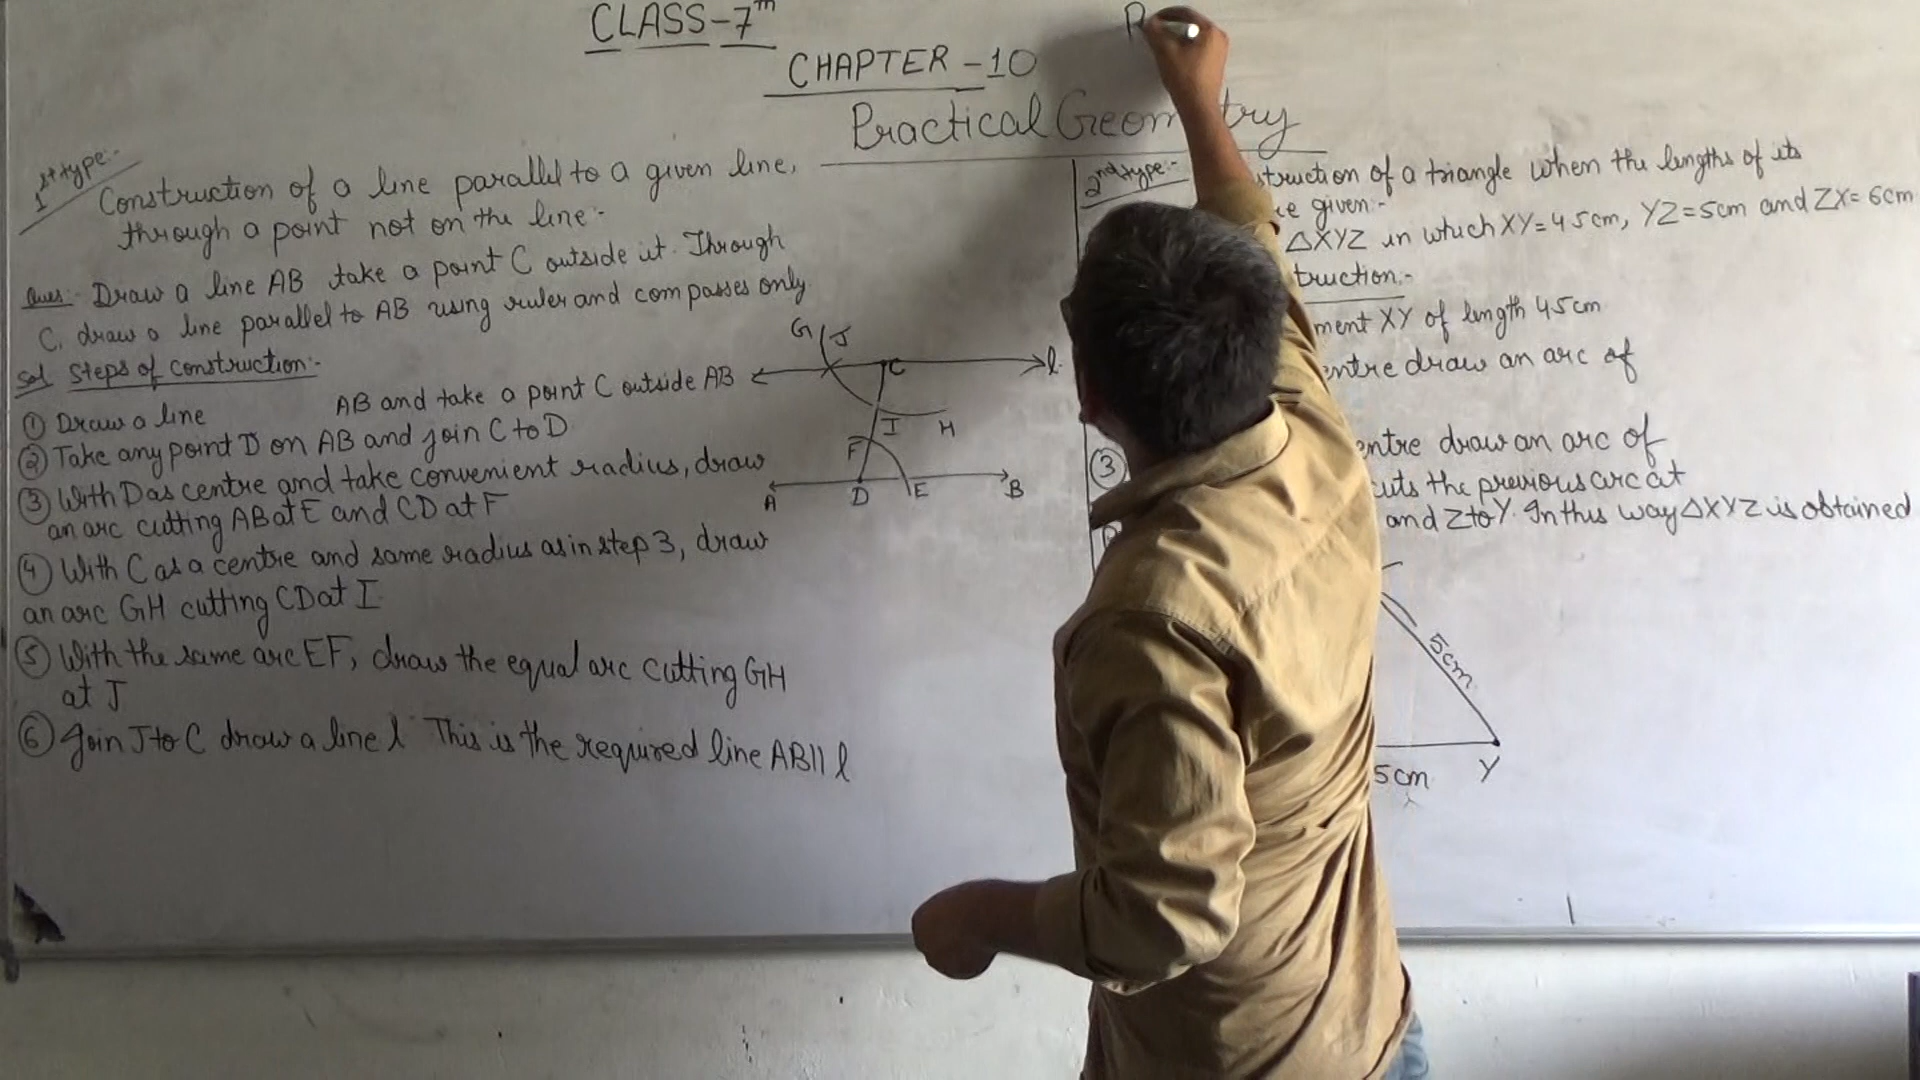 CLASS-7th
CHAPTER-10
Practical Geom try
1st type:-
Construction of a line parallel to a given line,
through a point not on the line:-
Ques:- Draw a line AB take a point C outside it. Through
C, draw a line parallel to AB using ruler and compasses only.
Sol Steps of construction:-
① Draw a line AB and take a point C outside AB
② Take any point D on AB and join C to D
③ With D as centre and take convenient radius, draw
an arc cutting AB at E and CD at F
④ With C as a centre and same radius as in step 3, draw
an arc GH cutting CD at I
⑤ With the same arc EF, draw the equal arc cutting GH
at J
⑥ Join J to C draw a line l This is the required line AB || l
G J
C l
I H
F
A D E B
2nd type:-
struction of a triangle when the lengths of its
re given:-
△XYZ in which XY=4.5cm, YZ=5cm and ZX=6cm
truction:-
ment XY of length 4.5cm
entre draw an arc of
③ entre draw an arc of
cuts the previous arc at
and Z to Y. In this way △XYZ is obtained
5cm
5cm Y